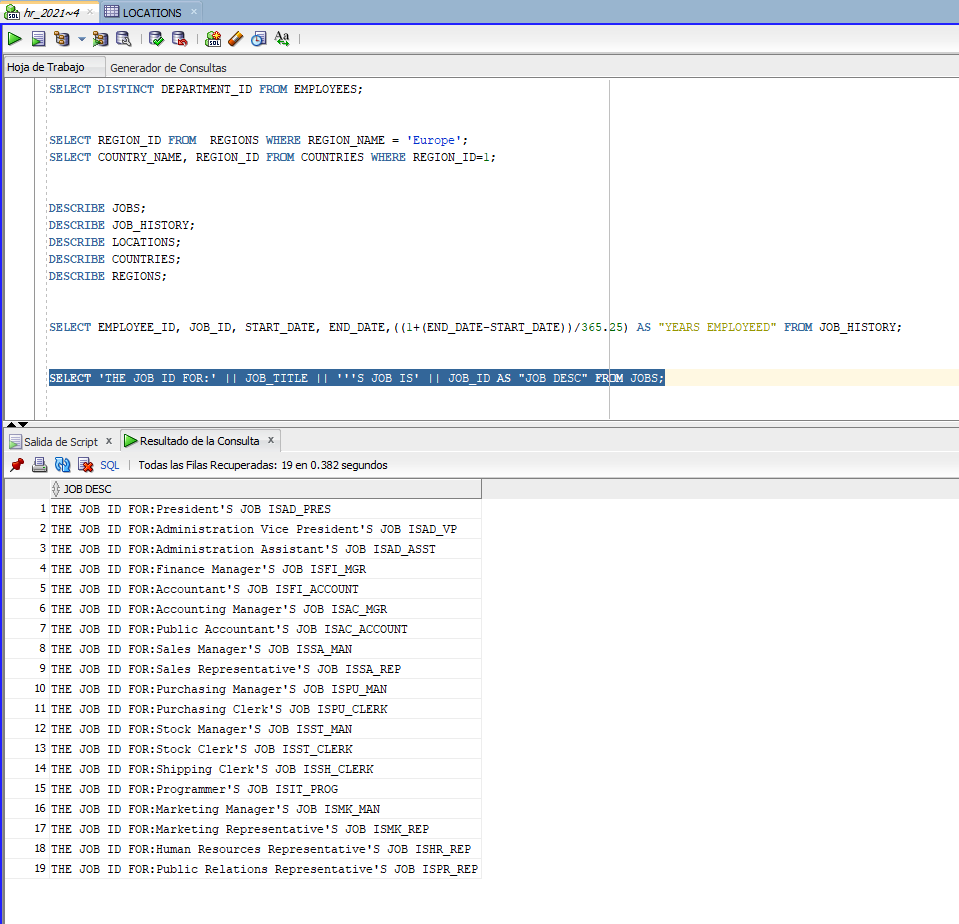 hr_2021~4 × LOCATIONS ×
Hoja de Trabajo Generador de Consultas
SELECT DISTINCT DEPARTMENT_ID FROM EMPLOYEES;
SELECT REGION_ID FROM  REGIONS WHERE REGION_NAME = 'Europe';
SELECT COUNTRY_NAME, REGION_ID FROM COUNTRIES WHERE REGION_ID=1;
DESCRIBE JOBS;
DESCRIBE JOB_HISTORY;
DESCRIBE LOCATIONS;
DESCRIBE COUNTRIES;
DESCRIBE REGIONS;
SELECT EMPLOYEE_ID, JOB_ID, START_DATE, END_DATE,((1+(END_DATE-START_DATE))/365.25) AS "YEARS EMPLOYEED" FROM JOB_HISTORY;
SELECT 'THE JOB ID FOR:' || JOB_TITLE || '''S JOB IS' || JOB_ID AS "JOB DESC" FROM JOBS;
Salida de Script × Resultado de la Consulta ×
SQL | Todas las Filas Recuperadas: 19 en 0.382 segundos
JOB DESC
1 THE JOB ID FOR:President'S JOB ISAD_PRES
2 THE JOB ID FOR:Administration Vice President'S JOB ISAD_VP
3 THE JOB ID FOR:Administration Assistant'S JOB ISAD_ASST
4 THE JOB ID FOR:Finance Manager'S JOB ISFI_MGR
5 THE JOB ID FOR:Accountant'S JOB ISFI_ACCOUNT
6 THE JOB ID FOR:Accounting Manager'S JOB ISAC_MGR
7 THE JOB ID FOR:Public Accountant'S JOB ISAC_ACCOUNT
8 THE JOB ID FOR:Sales Manager'S JOB ISSA_MAN
9 THE JOB ID FOR:Sales Representative'S JOB ISSA_REP
10 THE JOB ID FOR:Purchasing Manager'S JOB ISPU_MAN
11 THE JOB ID FOR:Purchasing Clerk'S JOB ISPU_CLERK
12 THE JOB ID FOR:Stock Manager'S JOB ISST_MAN
13 THE JOB ID FOR:Stock Clerk'S JOB ISST_CLERK
14 THE JOB ID FOR:Shipping Clerk'S JOB ISSH_CLERK
15 THE JOB ID FOR:Programmer'S JOB ISIT_PROG
16 THE JOB ID FOR:Marketing Manager'S JOB ISMK_MAN
17 THE JOB ID FOR:Marketing Representative'S JOB ISMK_REP
18 THE JOB ID FOR:Human Resources Representative'S JOB ISHR_REP
19 THE JOB ID FOR:Public Relations Representative'S JOB ISPR_REP